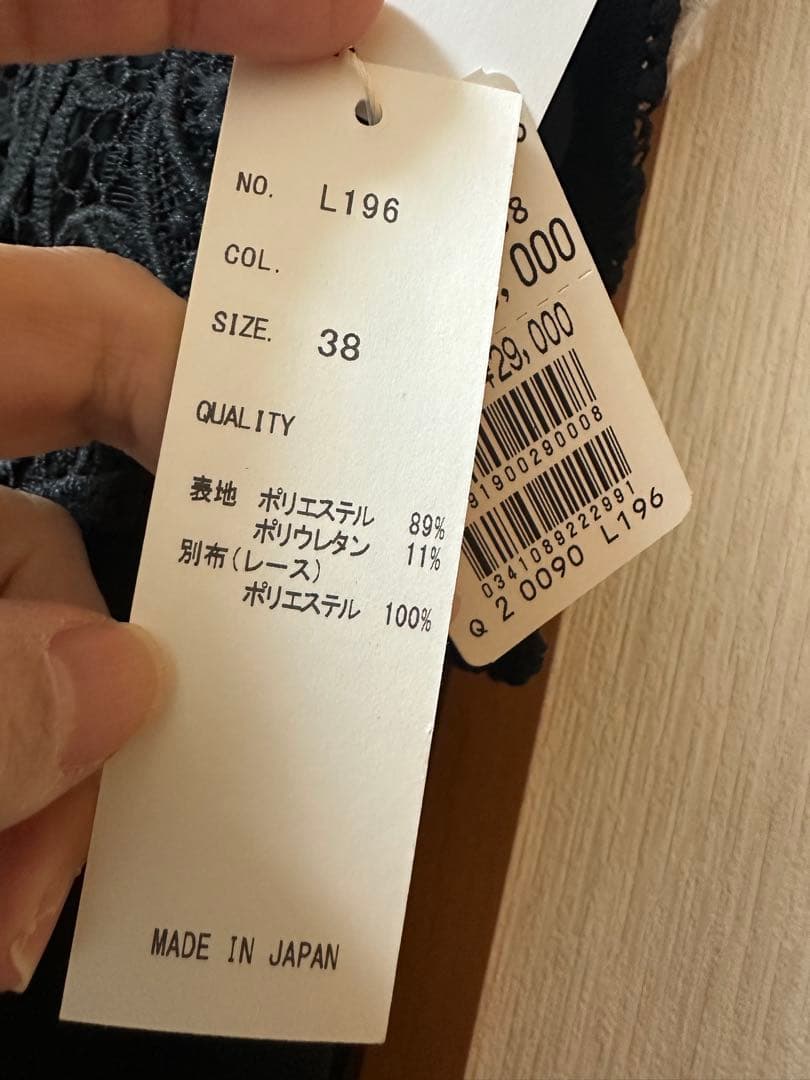 NO. L196
COL.
SIZE. 38
QUALITY
表地 ポリエステル 89%
ポリウレタン 11%
別布(レース)
ポリエステル 100%
MADE IN JAPAN
8
,000
¥29,000
91900290008
0341089222991
Q 2 0090 L196